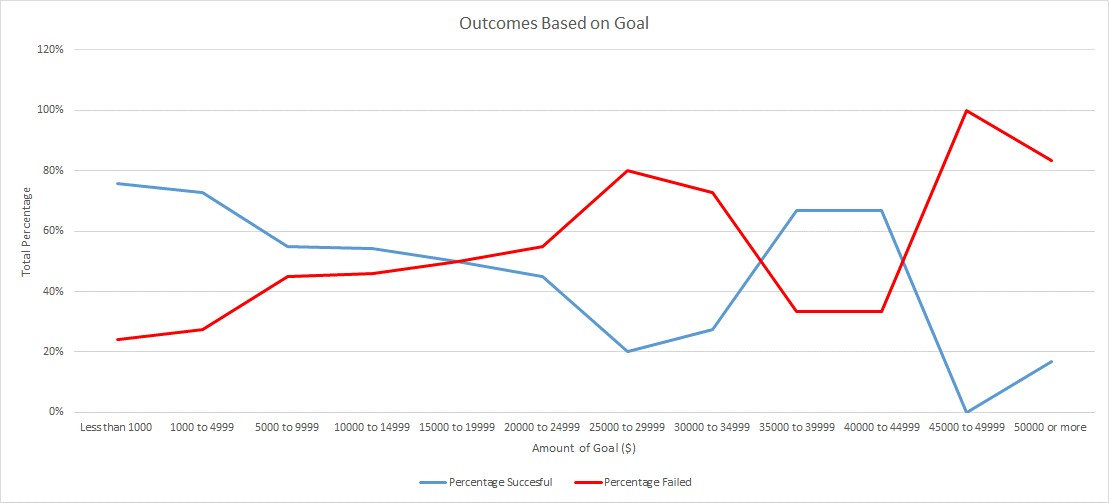 Outcomes Based on Goal
120%
100%
80%
60%
40%
20%
0%
Total Percentage
Less than 1000 1000 to 4999 5000 to 9999 10000 to 14999 15000 to 19999 20000 to 24999 25000 to 29999 30000 to 34999 35000 to 39999 40000 to 44999 45000 to 49999 50000 or more
Amount of Goal ($)
Percentage Succesful Percentage Failed